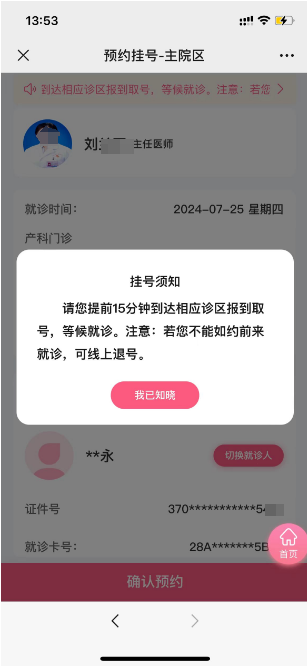 13:53
预约挂号-主院区
到达相应诊区报到取号，等候就诊。注意：若您
刘 主任医师
就诊时间： 2024-07-25 星期四
产科门诊
挂号须知
请您提前15分钟到达相应诊区报到取
号，等候就诊。注意：若您不能如约前来
就诊，可线上退号。
我已知晓
**永 切换就诊人
证件号 370***********54
首页
就诊卡号： 28A*******5E
确认预约